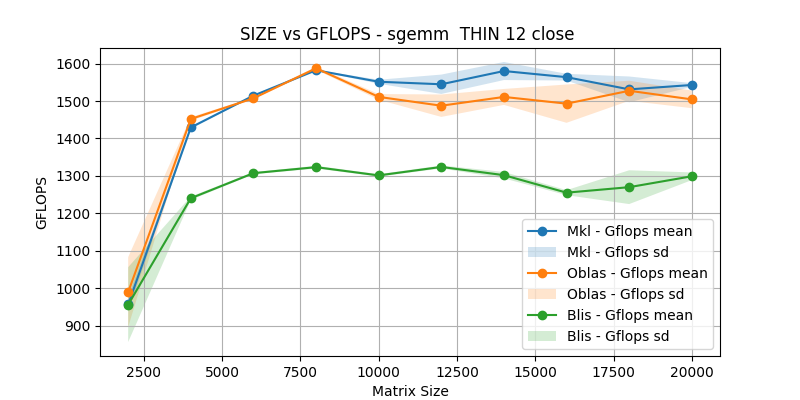 SIZE vs GFLOPS - sgemm  THIN 12 close
GFLOPS
1600
1500
1400
1300
1200
1100
1000
900
2500
5000
7500
10000
12500
15000
17500
20000
Matrix Size
Mkl - Gflops mean
Mkl - Gflops sd
Oblas - Gflops mean
Oblas - Gflops sd
Blis - Gflops mean
Blis - Gflops sd